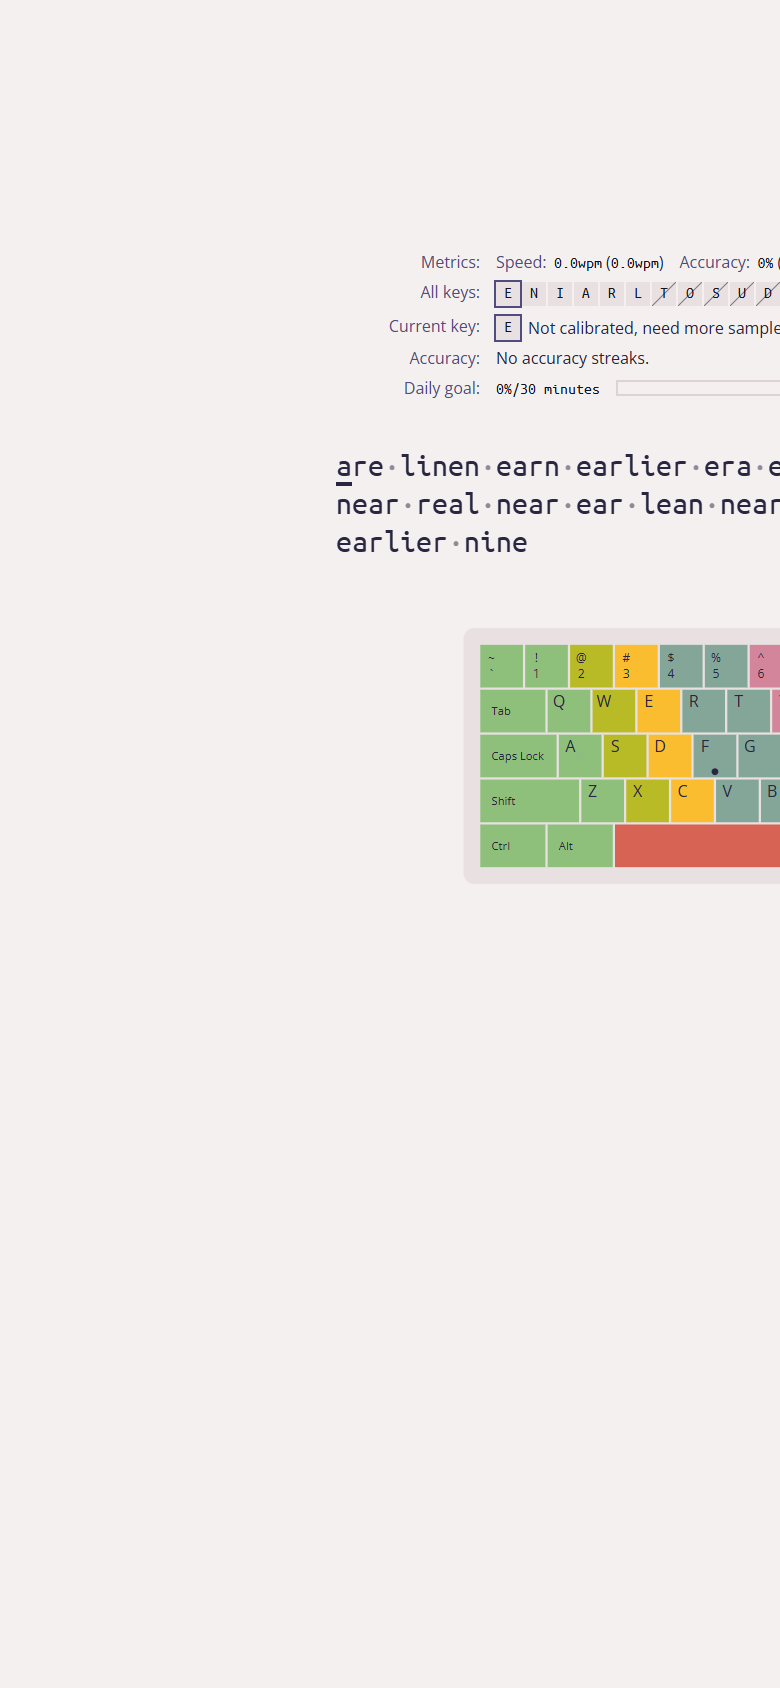 Metrics: Speed: 0.0wpm (0.0wpm) Accuracy: 0% (
All keys: E N I A R L T O S U D
Current key: E Not calibrated, need more sample
Accuracy: No accuracy streaks.
Daily goal: 0%/30 minutes
are·linen·earn·earlier·era·e
near·real·near·ear·lean·near
earlier·nine
~ ! @ # $ % ^
` 1 2 3 4 5 6
Tab Q W E R T
Caps Lock A S D F G
Shift Z X C V B
Ctrl Alt